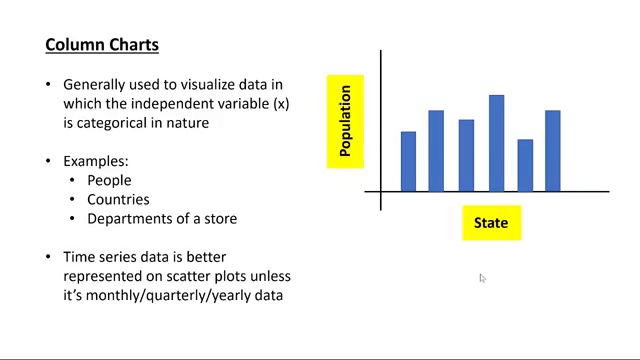 Column Charts
• Generally used to visualize data in
which the independent variable (x)
is categorical in nature
• Examples:
• People
• Countries
• Departments of a store
• Time series data is better
represented on scatter plots unless
it's monthly/quarterly/yearly data
Population
State